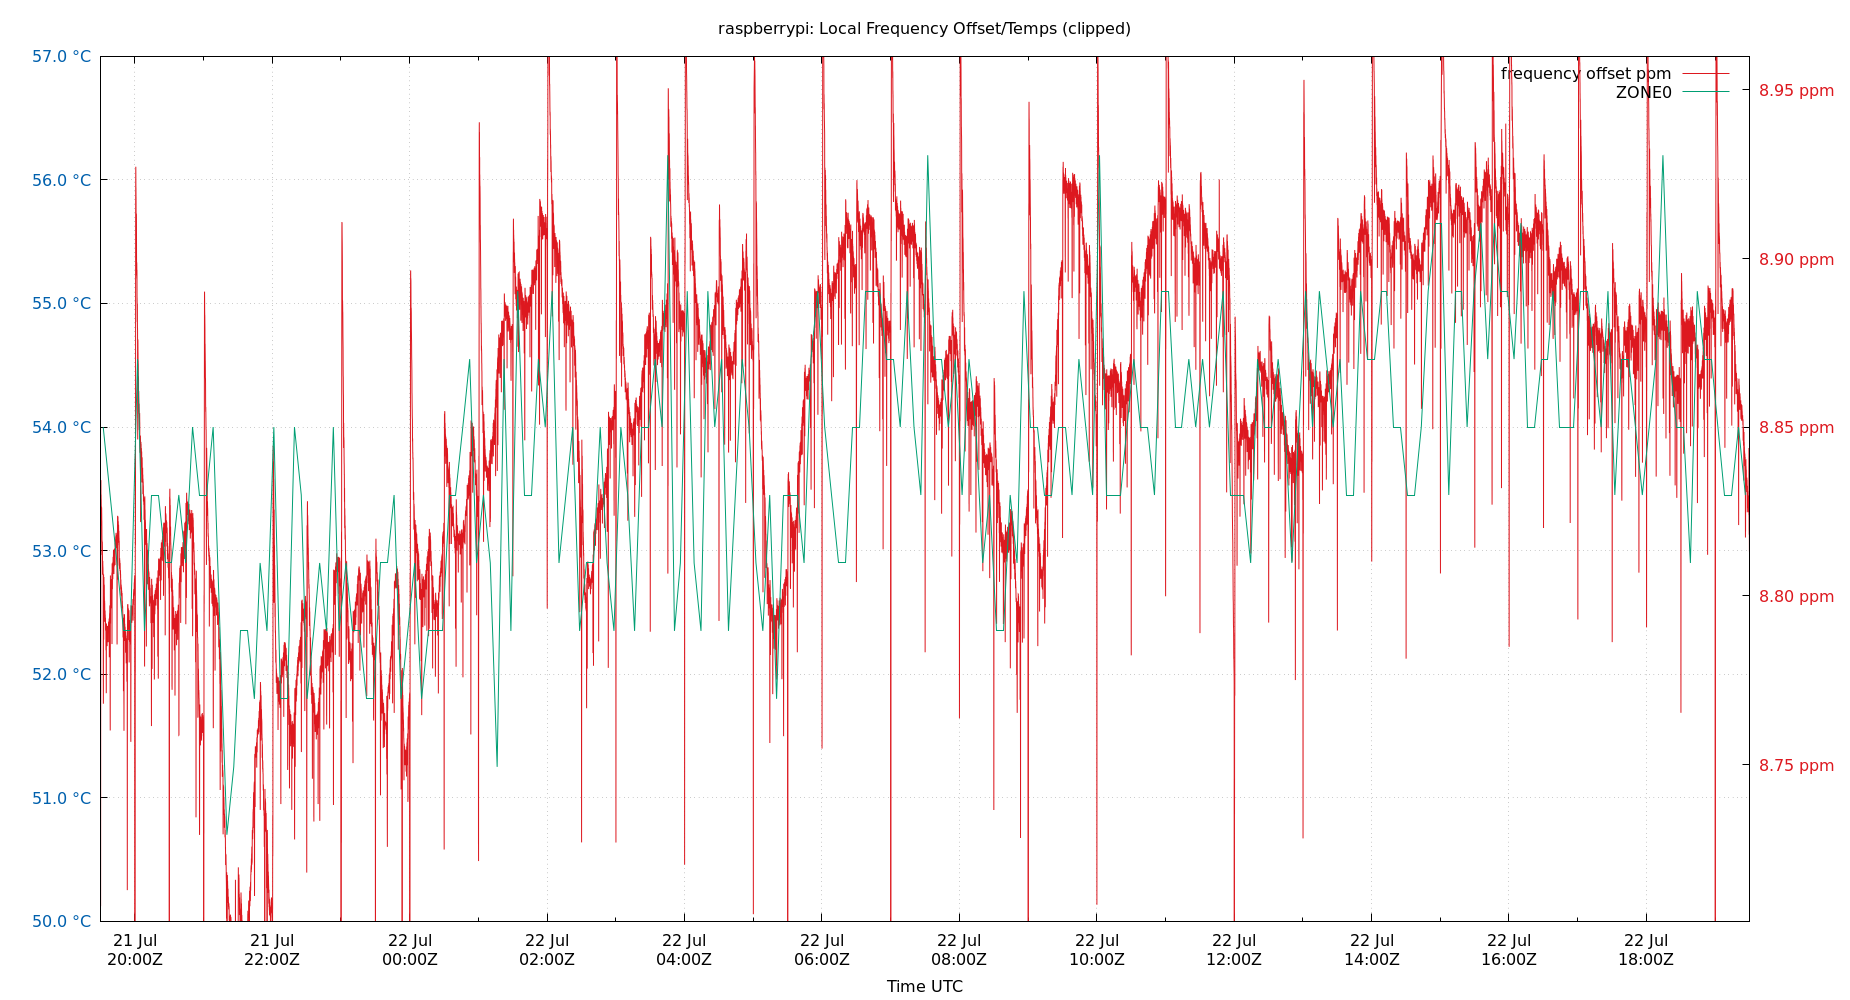 raspberrypi: Local Frequency Offset/Temps (clipped)
57.0 °C
56.0 °C
55.0 °C
54.0 °C
53.0 °C
52.0 °C
51.0 °C
50.0 °C
frequency offset ppm
ZONE0
8.95 ppm
8.90 ppm
8.85 ppm
8.80 ppm
8.75 ppm
21 Jul 21 Jul 22 Jul 22 Jul 22 Jul 22 Jul 22 Jul 22 Jul 22 Jul 22 Jul 22 Jul 22 Jul
20:00Z 22:00Z 00:00Z 02:00Z 04:00Z 06:00Z 08:00Z 10:00Z 12:00Z 14:00Z 16:00Z 18:00Z
Time UTC